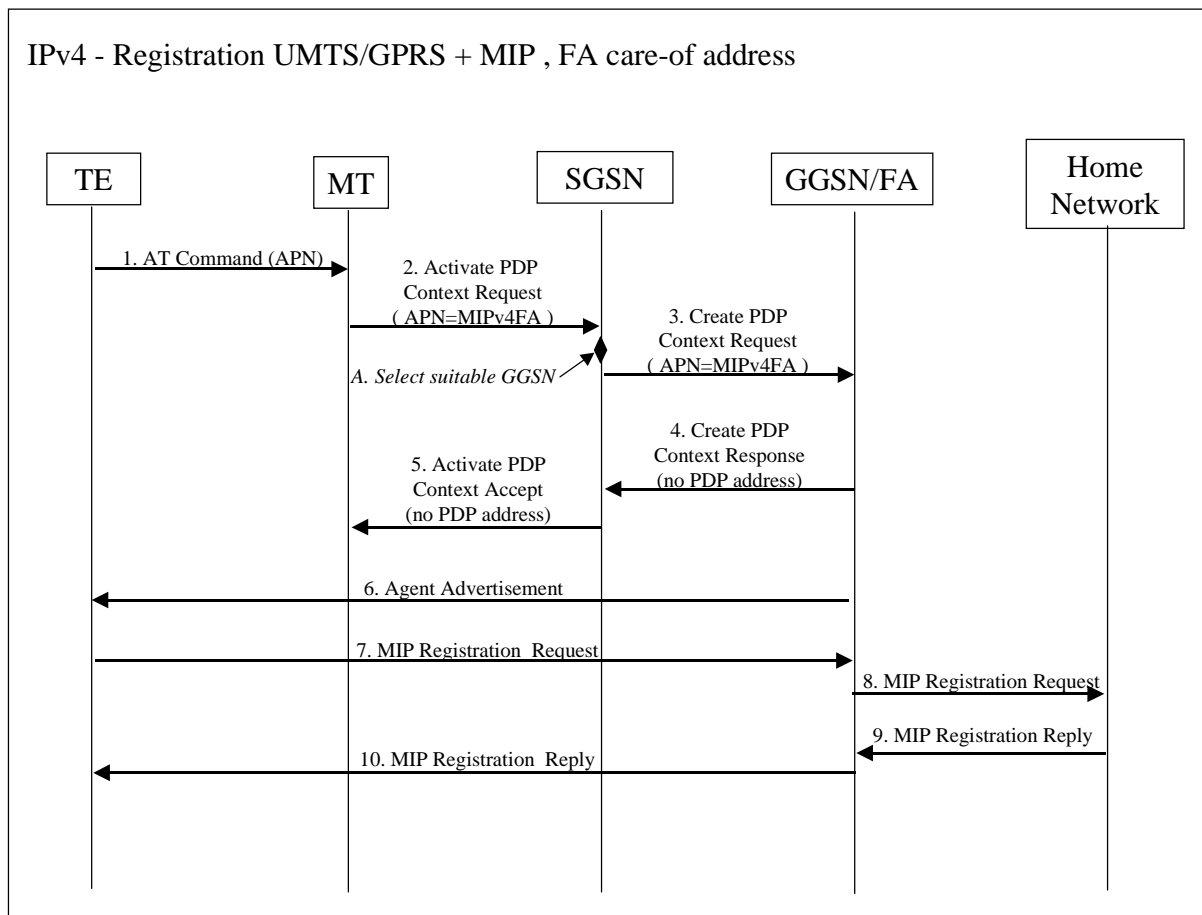 IPv4 - Registration UMTS/GPRS + MIP , FA care-of address
TE
MT
SGSN
GGSN/FA
Home
Network
1. AT Command (APN)
2. Activate PDP
Context Request
( APN=MIPv4FA )
A. Select suitable GGSN
3. Create PDP
Context Request
( APN=MIPv4FA )
4. Create PDP
Context Response
(no PDP address)
5. Activate PDP
Context Accept
(no PDP address)
6. Agent Advertisement
7. MIP Registration Request
8. MIP Registration Request
9. MIP Registration Reply
10. MIP Registration Reply